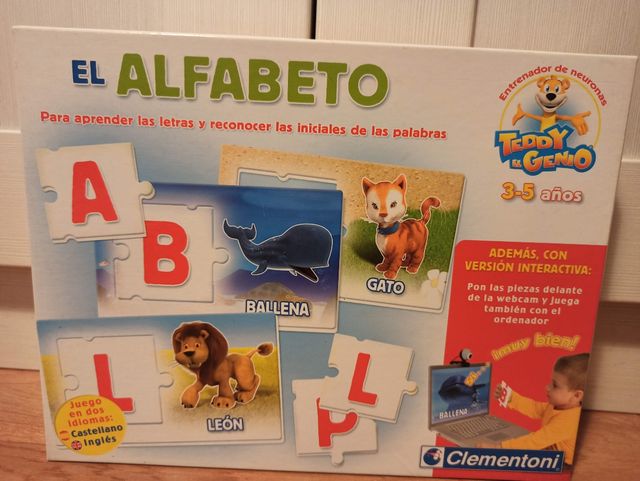 EL ALFABETO
Para aprender las letras y reconocer las iniciales de las palabras
Entrenador de neuronas
TEDDY
EL GENIO
3-5 años
A
B
BALLENA
GATO
L
LEÓN
L
P
ADEMÁS, CON
VERSIÓN INTERACTIVA:
Pon las piezas delante
de la webcam y juega
también con el
ordenador
¡muy bien!
BALLENA
Juego
en dos
idiomas:
Castellano
Inglés
Clementoni